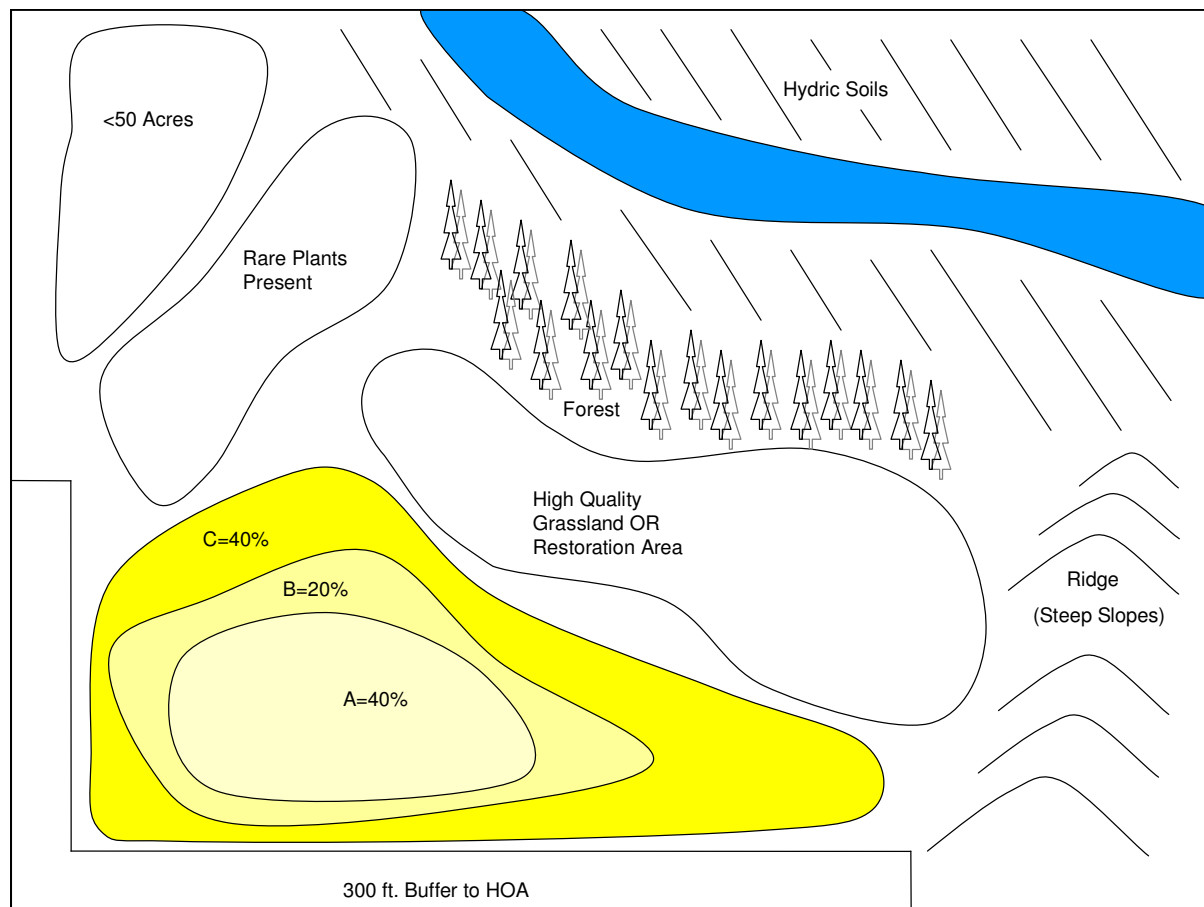 Hydric Soils
<50 Acres
Rare Plants
Present
Forest
High Quality
Grassland OR
Restoration Area
C=40%
B=20%
Ridge
(Steep Slopes)
A=40%
300 ft. Buffer to HOA